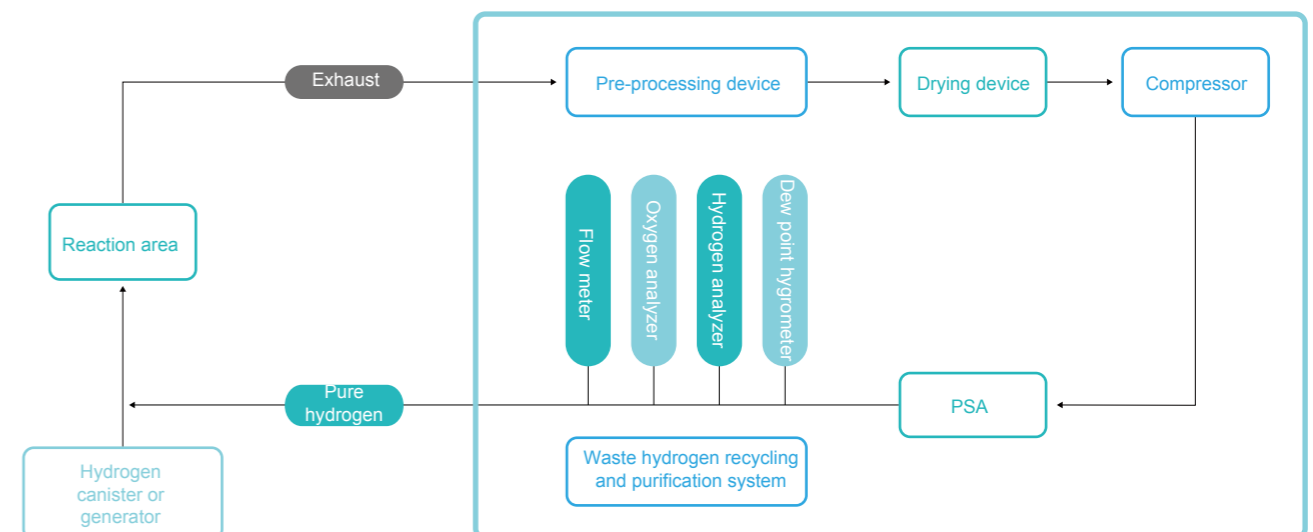 Exhaust
Pre-processing device
Drying device
Compressor
Reaction area
Flow meter
Oxygen analyzer
Hydrogen analyzer
Dew point hygrometer
Pure
hydrogen
PSA
Waste hydrogen recycling
and purification system
Hydrogen
canister or
generator